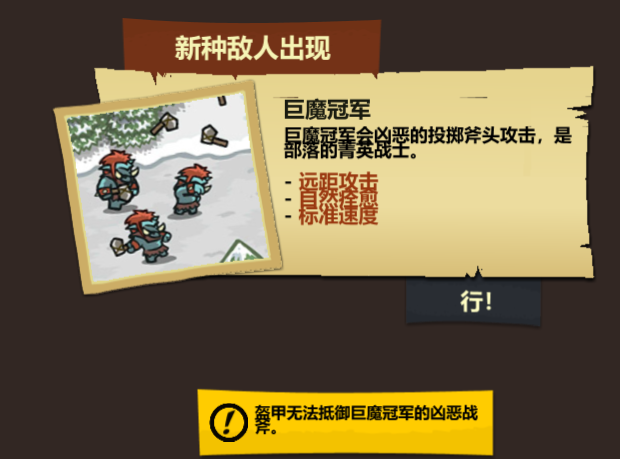 新种敌人出现
巨魔冠军
巨魔冠军会凶恶的投掷斧头攻击，是
部落的菁英战士。
- 远距攻击
- 自然痊愈
- 标准速度
行!
盔甲无法抵御巨魔冠军的凶恶战
斧。